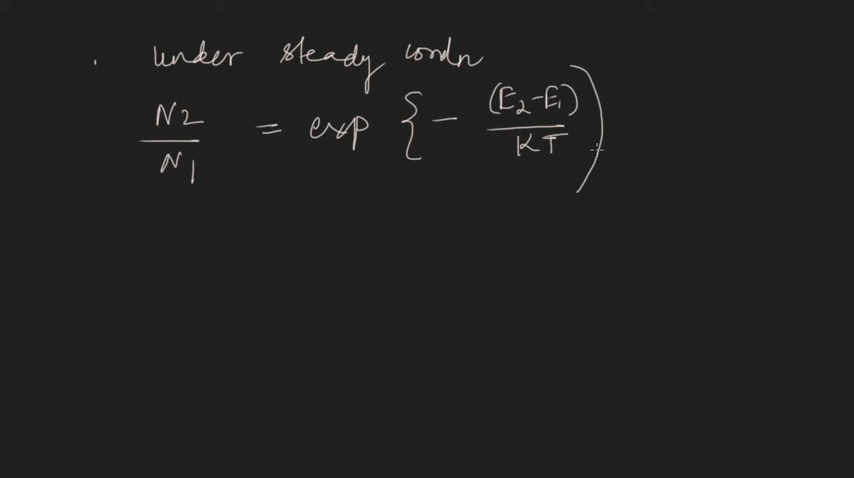 . under steady condn
N2 / N1 = exp { - (E2-E1) / KT )